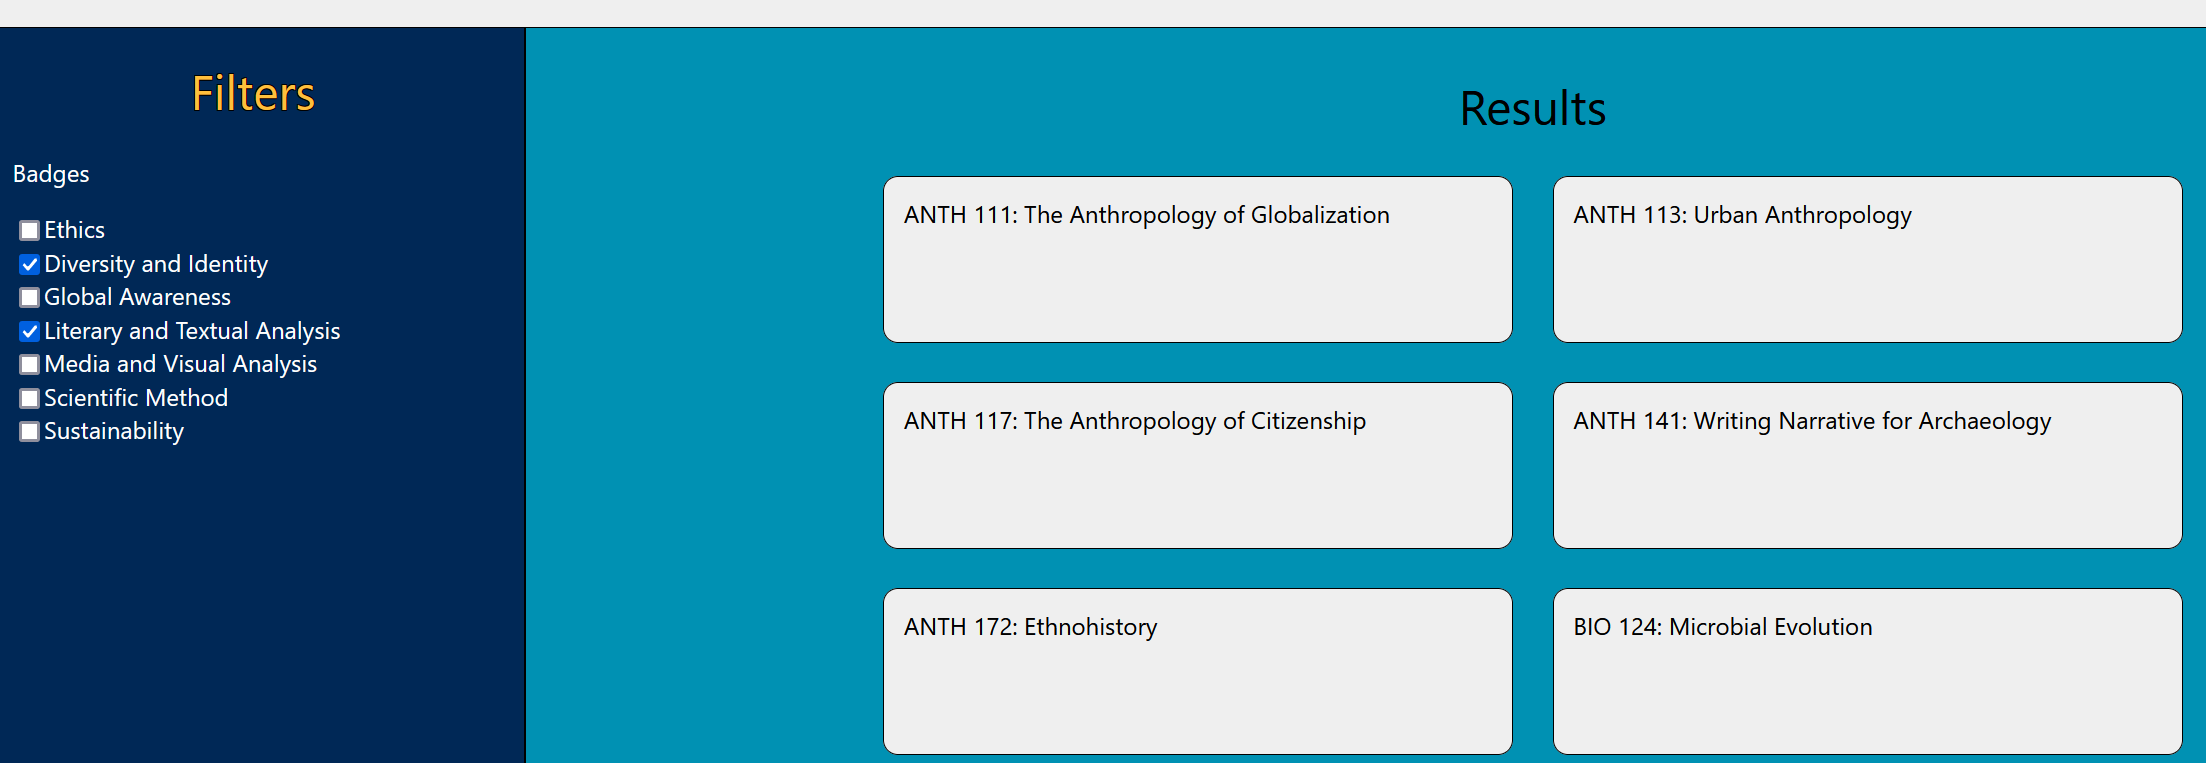 Filters
Badges
Ethics
Diversity and Identity
Global Awareness
Literary and Textual Analysis
Media and Visual Analysis
Scientific Method
Sustainability
Results
ANTH 111: The Anthropology of Globalization
ANTH 113: Urban Anthropology
ANTH 117: The Anthropology of Citizenship
ANTH 141: Writing Narrative for Archaeology
ANTH 172: Ethnohistory
BIO 124: Microbial Evolution